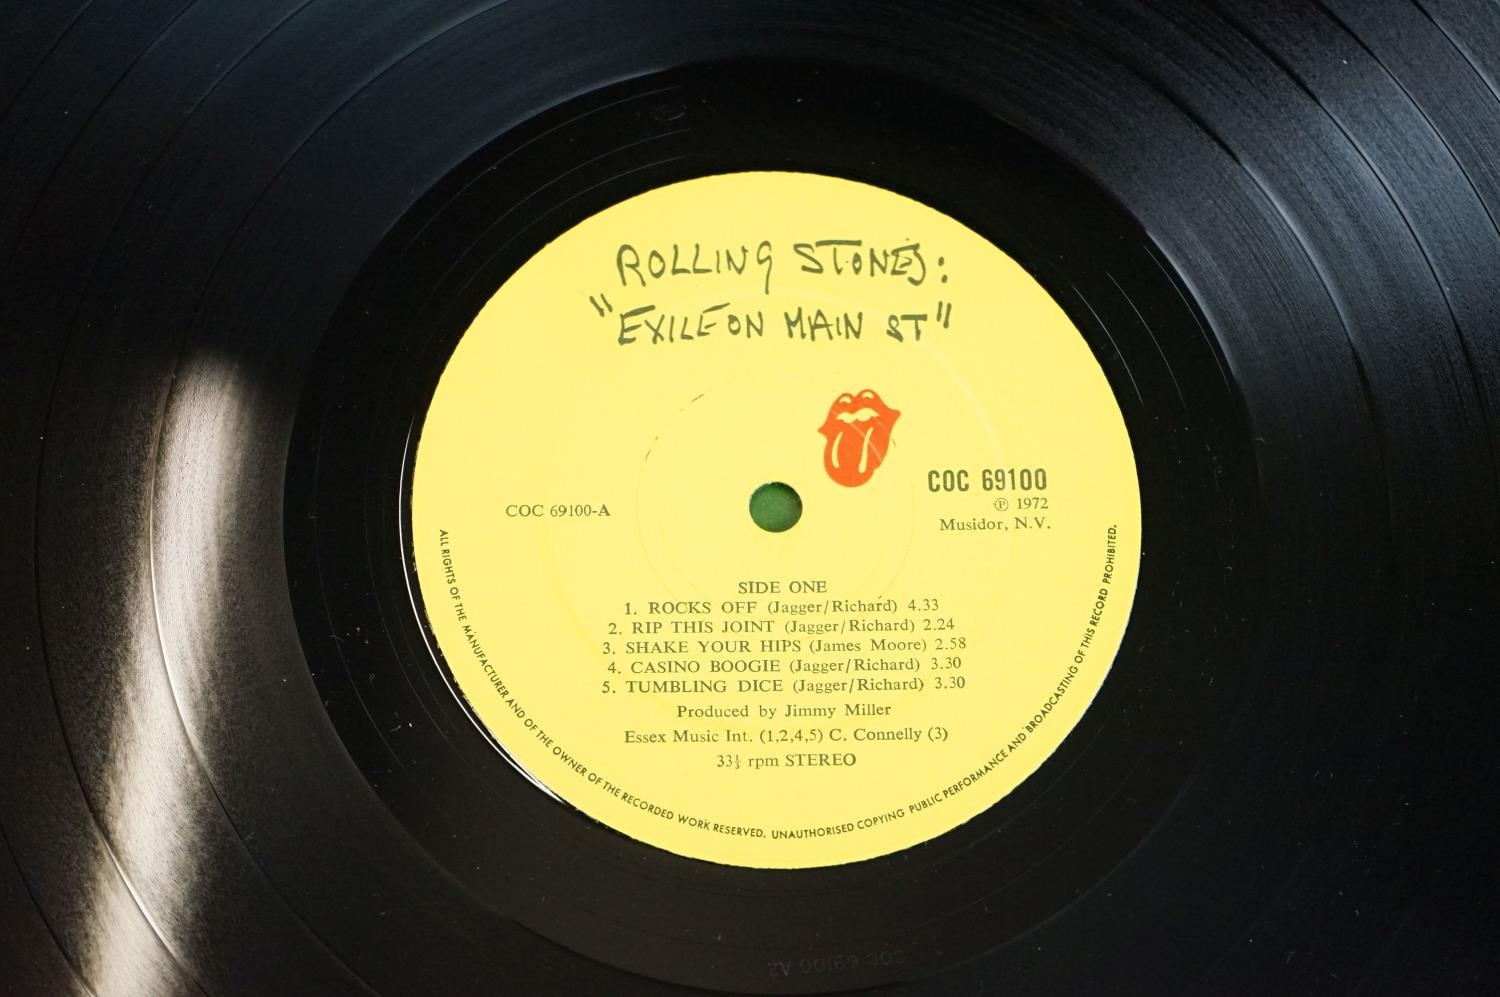 ROLLING STONES:
"EXILE ON MAIN ST"
COC 69100
Ⓟ 1972
Musidor, N.V.
COC 69100-A
SIDE ONE
1. ROCKS OFF (Jagger/Richard) 4.33
2. RIP THIS JOINT (Jagger/Richard) 2.24
3. SHAKE YOUR HIPS (James Moore) 2.58
4. CASINO BOOGIE (Jagger/Richard) 3.30
5. TUMBLING DICE (Jagger/Richard) 3.30
Produced by Jimmy Miller
Essex Music Int. (1,2,4,5) C. Connelly (3)
33⅓ rpm STEREO
ALL RIGHTS OF THE MANUFACTURER AND OF THE OWNER OF THE RECORDED WORK RESERVED. UNAUTHORISED COPYING PUBLIC PERFORMANCE AND BROADCASTING OF THIS RECORD PROHIBITED.
COC 69100 A2